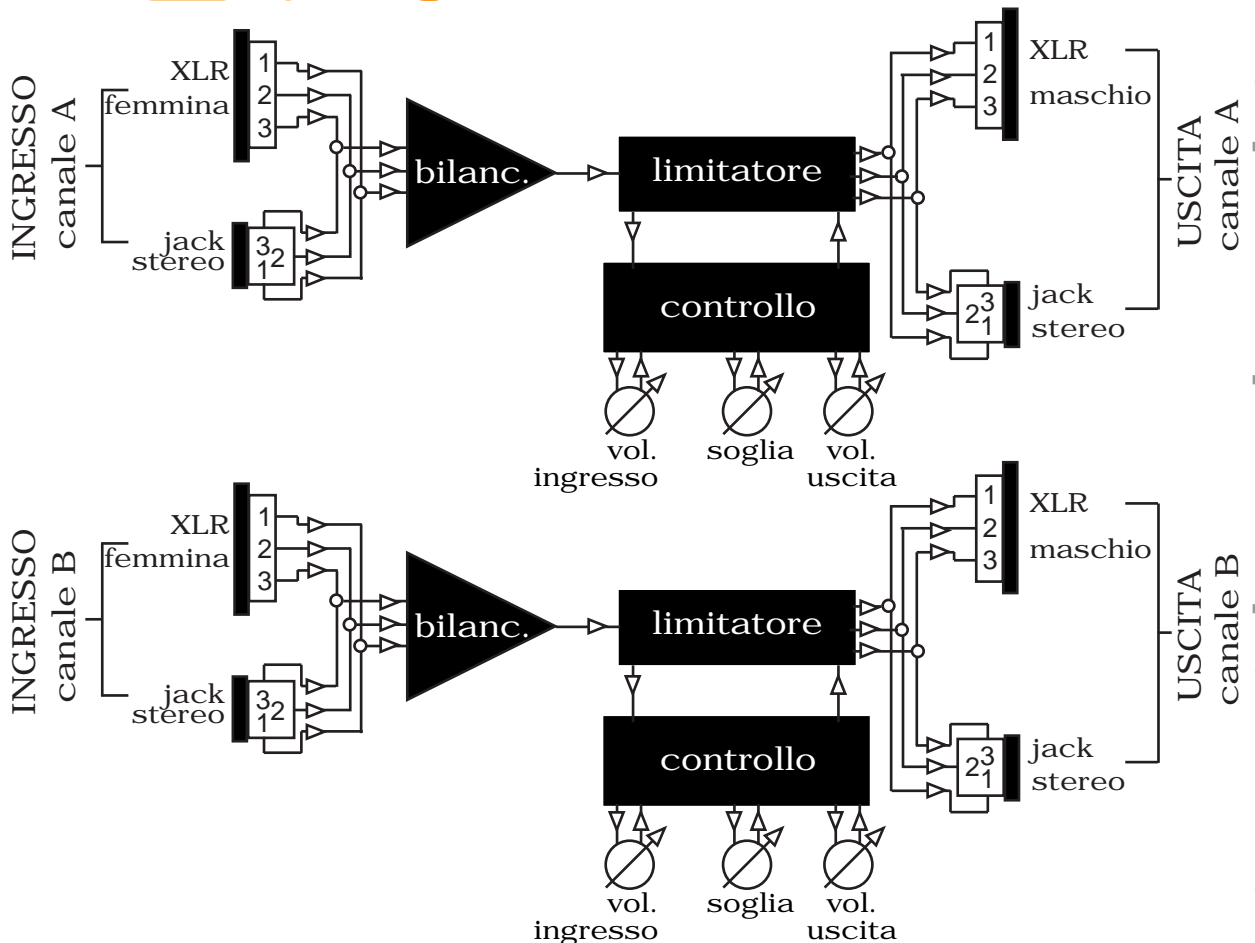 INGRESSO
canale A
XLR
femmina
1
2
3
jack
stereo
3
2
1
bilanc.
limitatore
controllo
vol.
ingresso
soglia
vol.
uscita
1
2
3
XLR
maschio
2
3
1
jack
stereo
USCITA
canale A
INGRESSO
canale B
XLR
femmina
1
2
3
jack
stereo
3
2
1
bilanc.
limitatore
controllo
vol.
ingresso
soglia
vol.
uscita
1
2
3
XLR
maschio
2
3
1
jack
stereo
USCITA
canale B